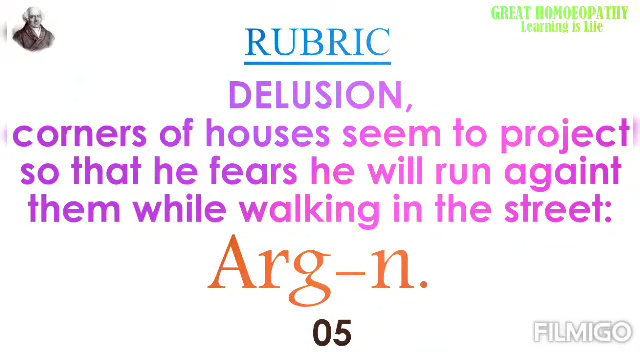 GREAT HOMOEOPATHY
Learning is Life
RUBRIC
DELUSION,
corners of houses seem to project
so that he fears he will run againt
them while walking in the street:
Arg-n.
05
FILMIGO